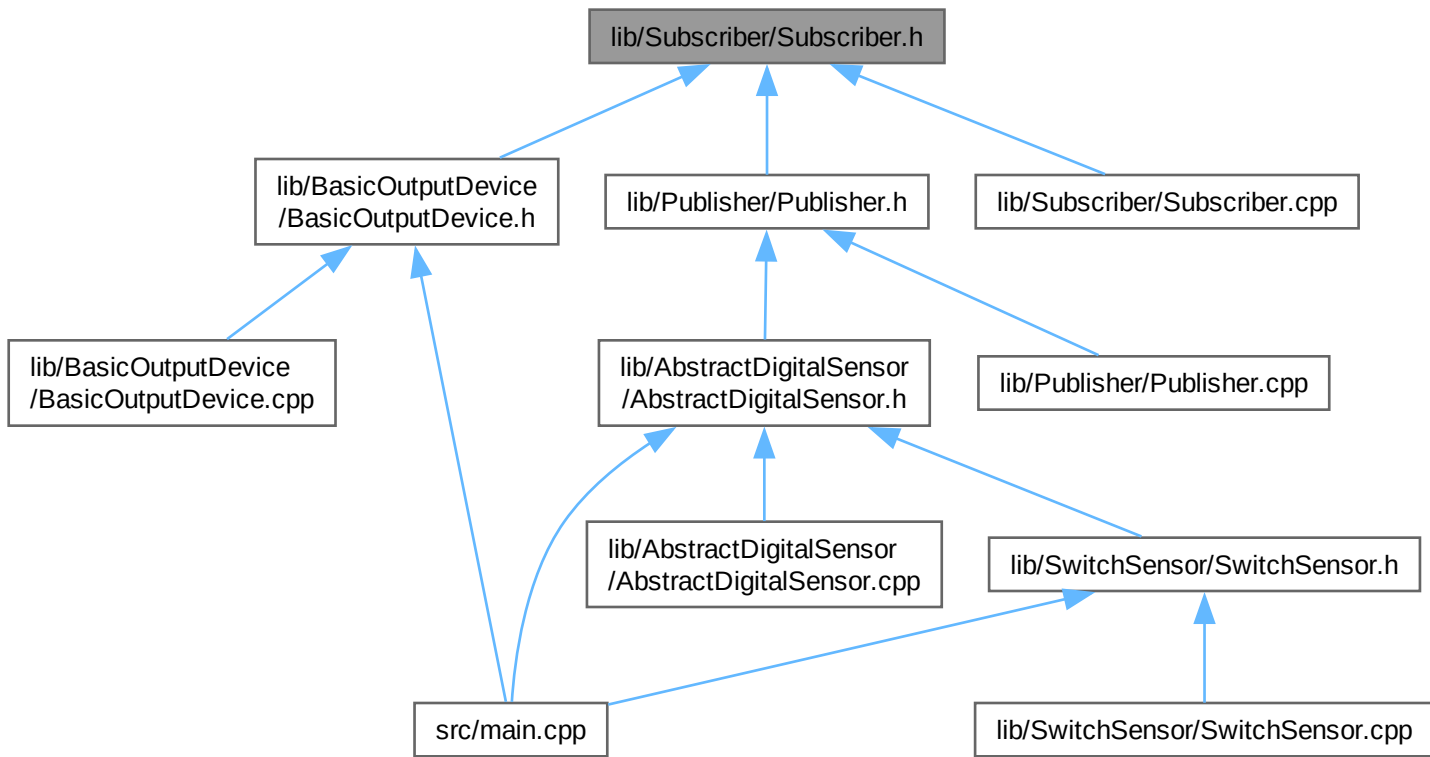 lib/Subscriber/Subscriber.h
lib/BasicOutputDevice
/BasicOutputDevice.h
lib/Publisher/Publisher.h
lib/Subscriber/Subscriber.cpp
lib/BasicOutputDevice
/BasicOutputDevice.cpp
lib/AbstractDigitalSensor
/AbstractDigitalSensor.h
lib/Publisher/Publisher.cpp
lib/AbstractDigitalSensor
/AbstractDigitalSensor.cpp
lib/SwitchSensor/SwitchSensor.h
src/main.cpp
lib/SwitchSensor/SwitchSensor.cpp